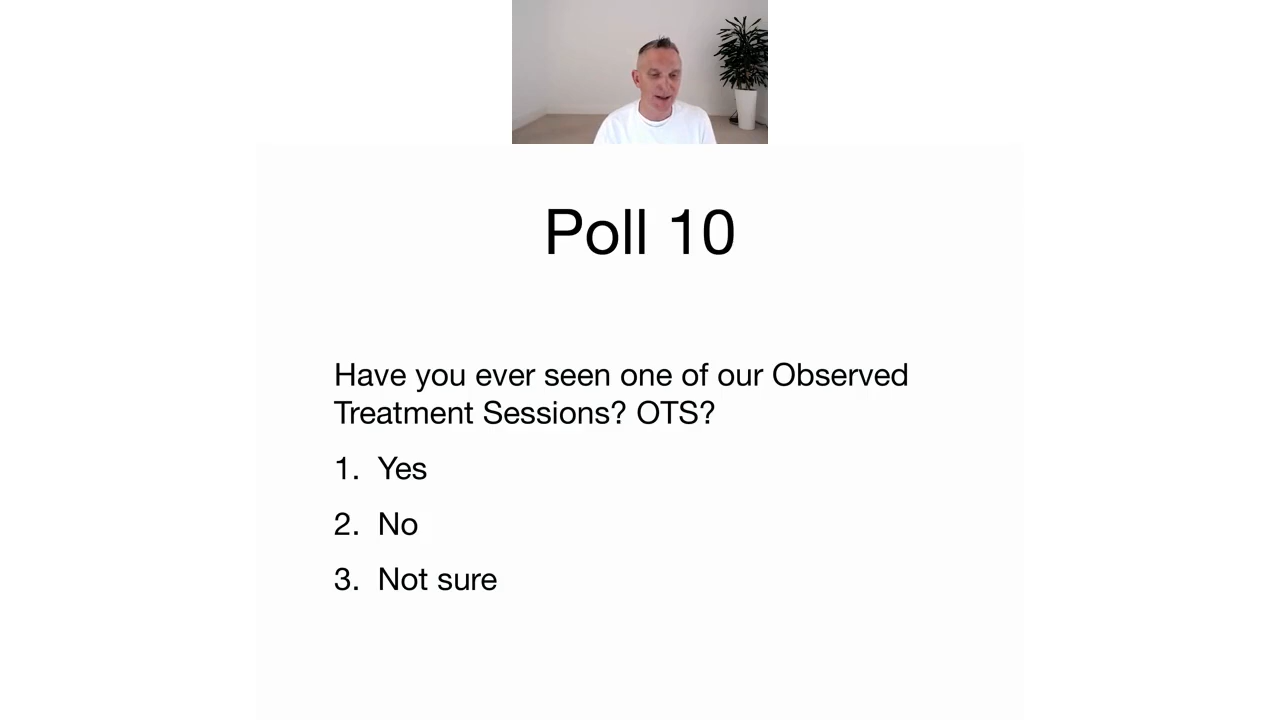 Poll 10
Have you ever seen one of our Observed
Treatment Sessions? OTS?
1. Yes
2. No
3. Not sure